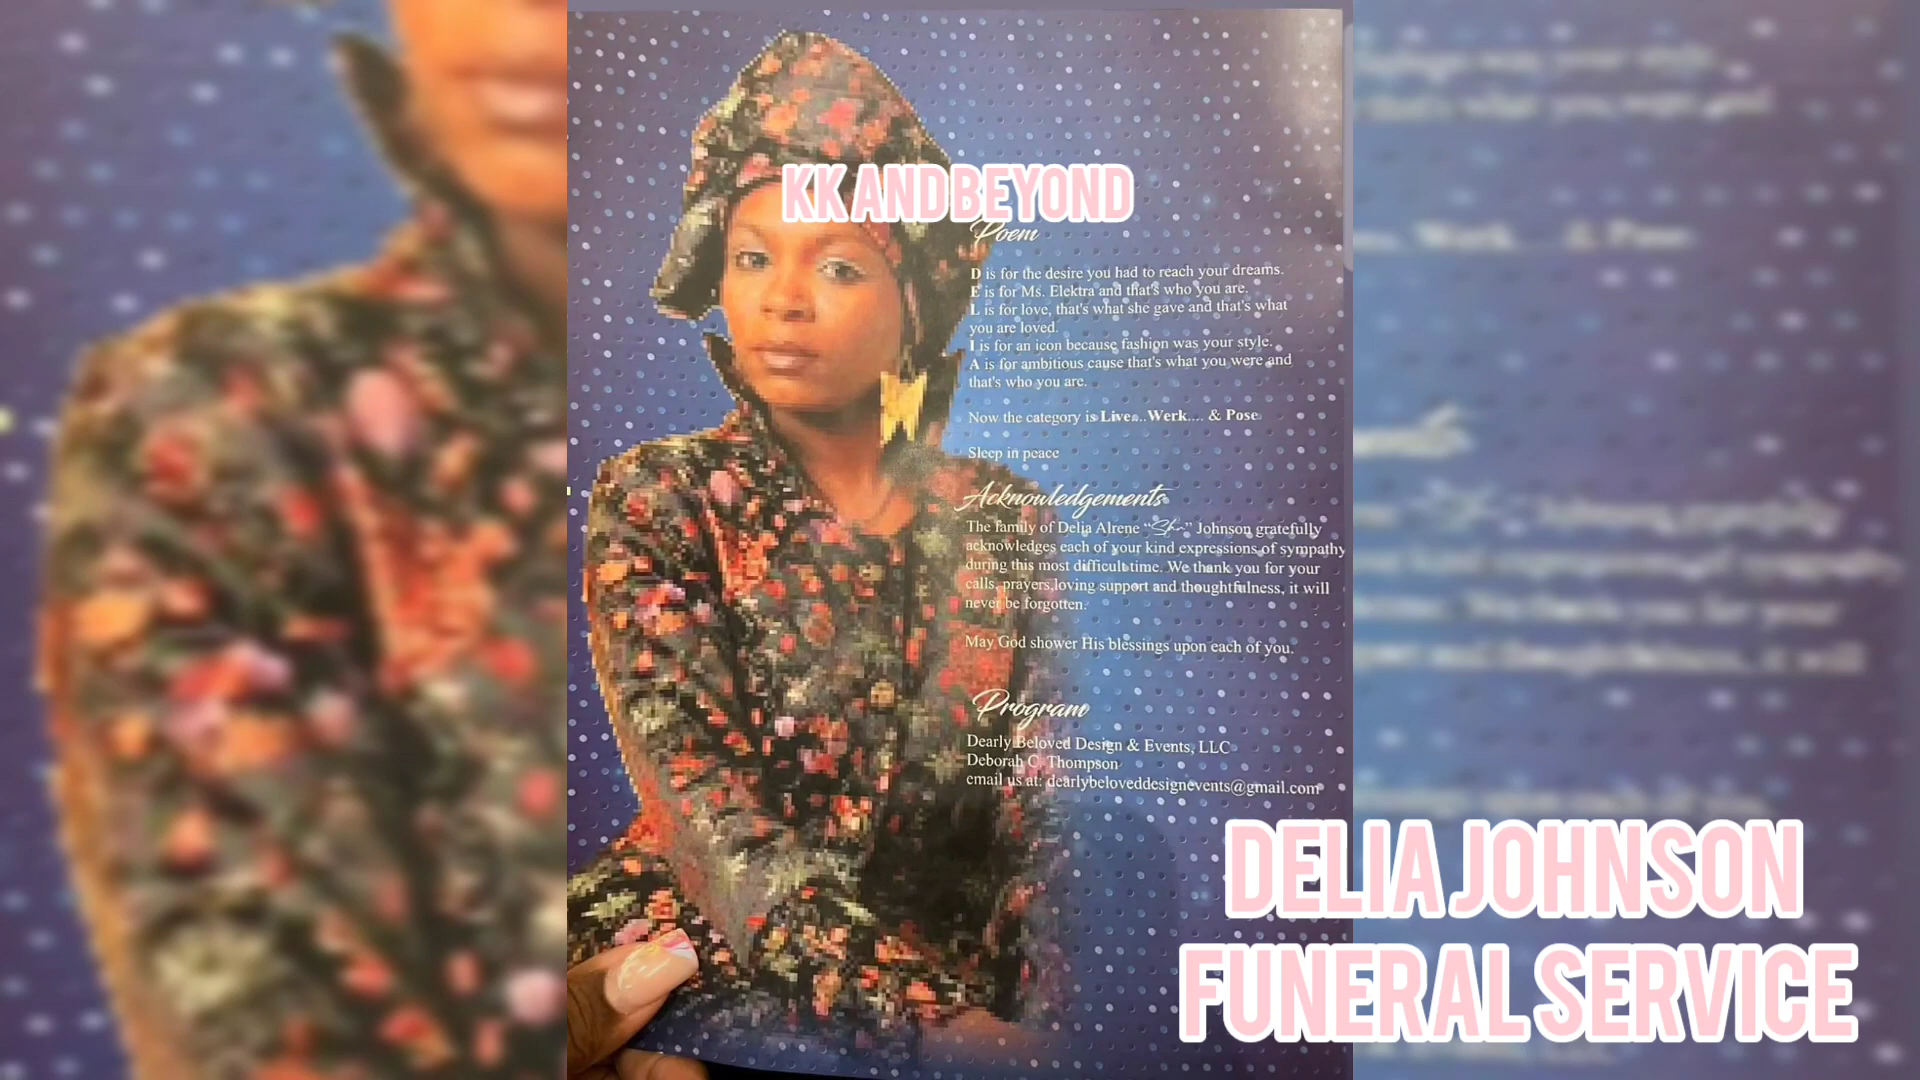 KK AND BEYOND
Poem
D is for the desire you had to reach your dreams.
E is for Ms. Elektra and that's who you are.
L is for love, that's what she gave and that's what
you are loved.
I is for an icon because fashion was your style.
A is for ambitious cause that's what you were and
that's who you are.
Now the category is Live...Werk.... & Pose
Sleep in peace
Acknowledgements
The family of Delia Alrene “ ” Johnson gratefully
acknowledges each of your kind expressions of sympathy
during this most difficult time. We thank you for your
calls, prayers,loving support and thoughtfulness, it will
never be forgotten.
May God shower His blessings upon each of you.
Program
Dearly Beloved Design & Events, LLC
Deborah C. Thompson
email us at: dearlybeloveddesignevents@gmail.com
DELIA JOHNSON
FUNERAL SERVICE